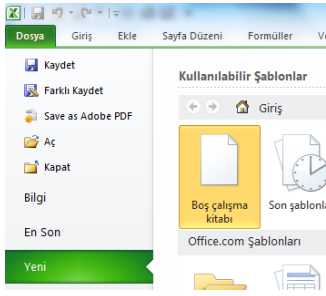 Dosya Giriş Ekle Sayfa Düzeni Formüller
Kaydet
Farklı Kaydet
Save as Adobe PDF
Aç
Kapat
Bilgi
En Son
Yeni
Kullanılabilir Şablonlar
Giriş
Boş çalışma
kitabı
Son şablonla
Office.com Şablonları